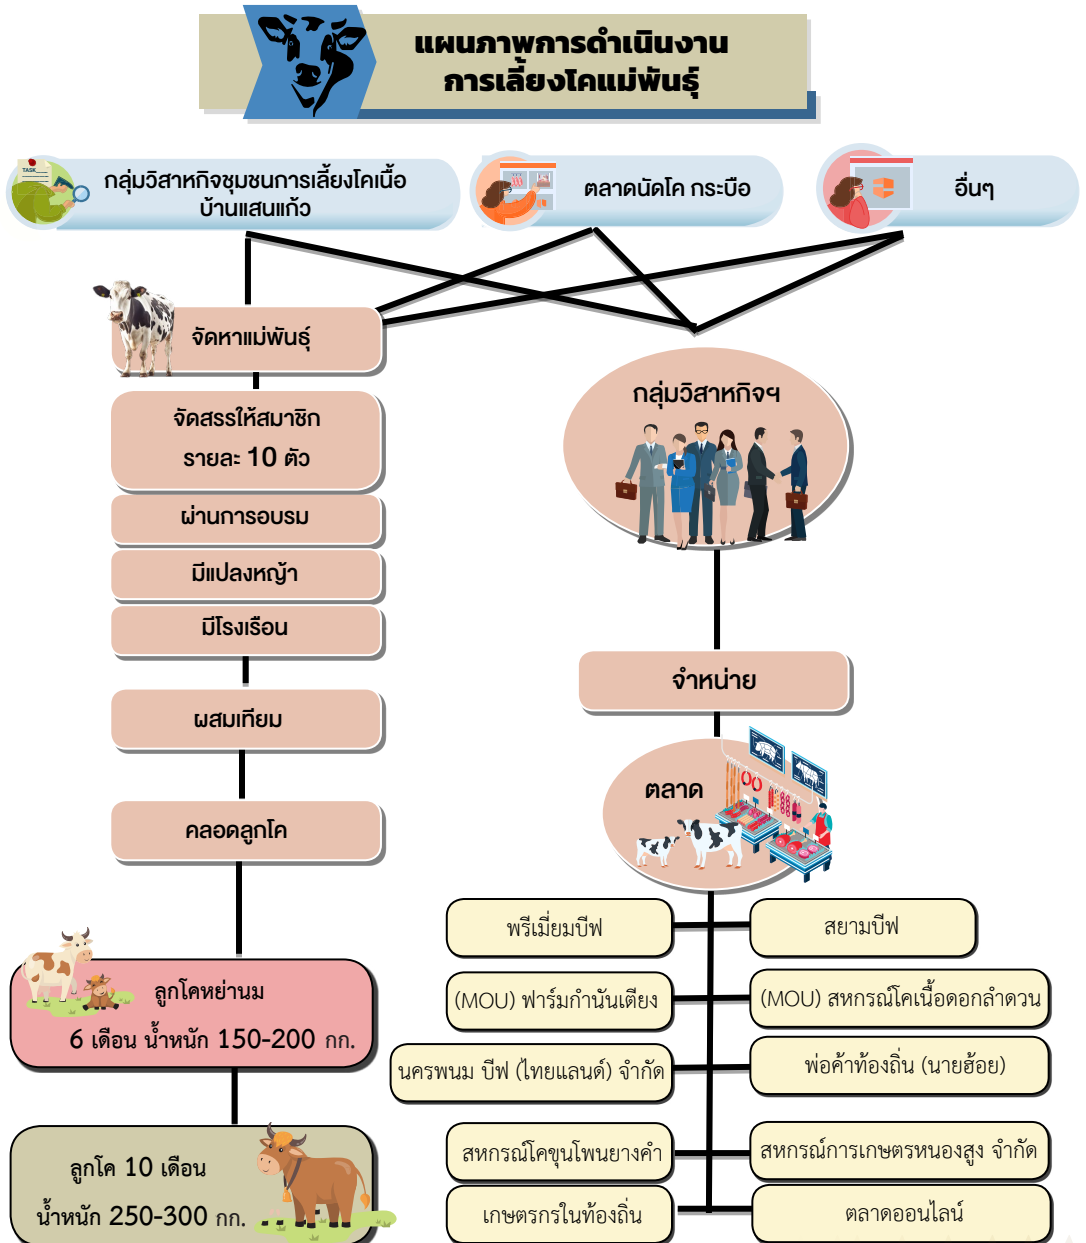 แผนภาพการดำเนินงาน
การเลี้ยงโคแม่พันธุ์
TASK
กลุ่มวิสาหกิจชุมชนการเลี้ยงโคเนื้อ
บ้านแสนแก้ว
ตลาดนัดโค กระบือ
อื่นๆ
จัดหาแม่พันธุ์
จัดสรรให้สมาชิก
รายละ 10 ตัว
ผ่านการอบรม
มีแปลงหญ้า
มีโรงเรือน
ผสมเทียม
คลอดลูกโค
ลูกโคหย่านม
6 เดือน น้ำหนัก 150-200 กก.
ลูกโค 10 เดือน
น้ำหนัก 250-300 กก.
กลุ่มวิสาหกิจฯ
จำหน่าย
ตลาด
พรีเมี่ยมบีฟ
สยามบีฟ
(MOU) ฟาร์มกำนันเตียง
(MOU) สหกรณ์โคเนื้อดอกลำดวน
นครพนม บีฟ (ไทยแลนด์) จำกัด
พ่อค้าท้องถิ่น (นายฮ้อย)
สหกรณ์โคขุนโพนยางคำ
สหกรณ์การเกษตรหนองสูง จำกัด
เกษตรกรในท้องถิ่น
ตลาดออนไลน์